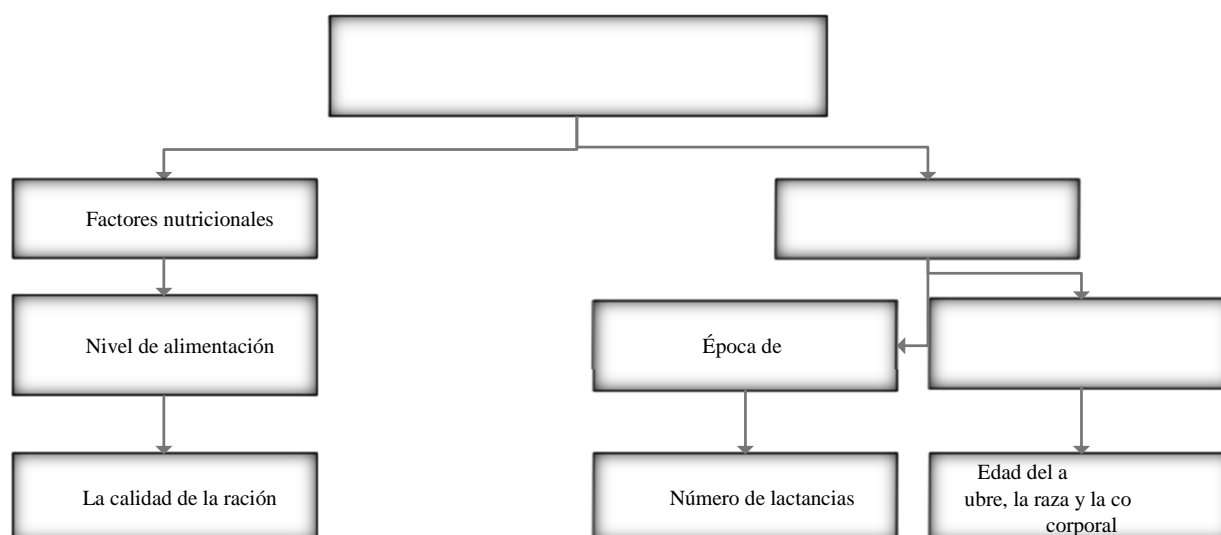 Factores nutricionales
Nivel de alimentación
Época de
La calidad de la ración
Número de lactancias
Edad del a
ubre, la raza y la co
corporal